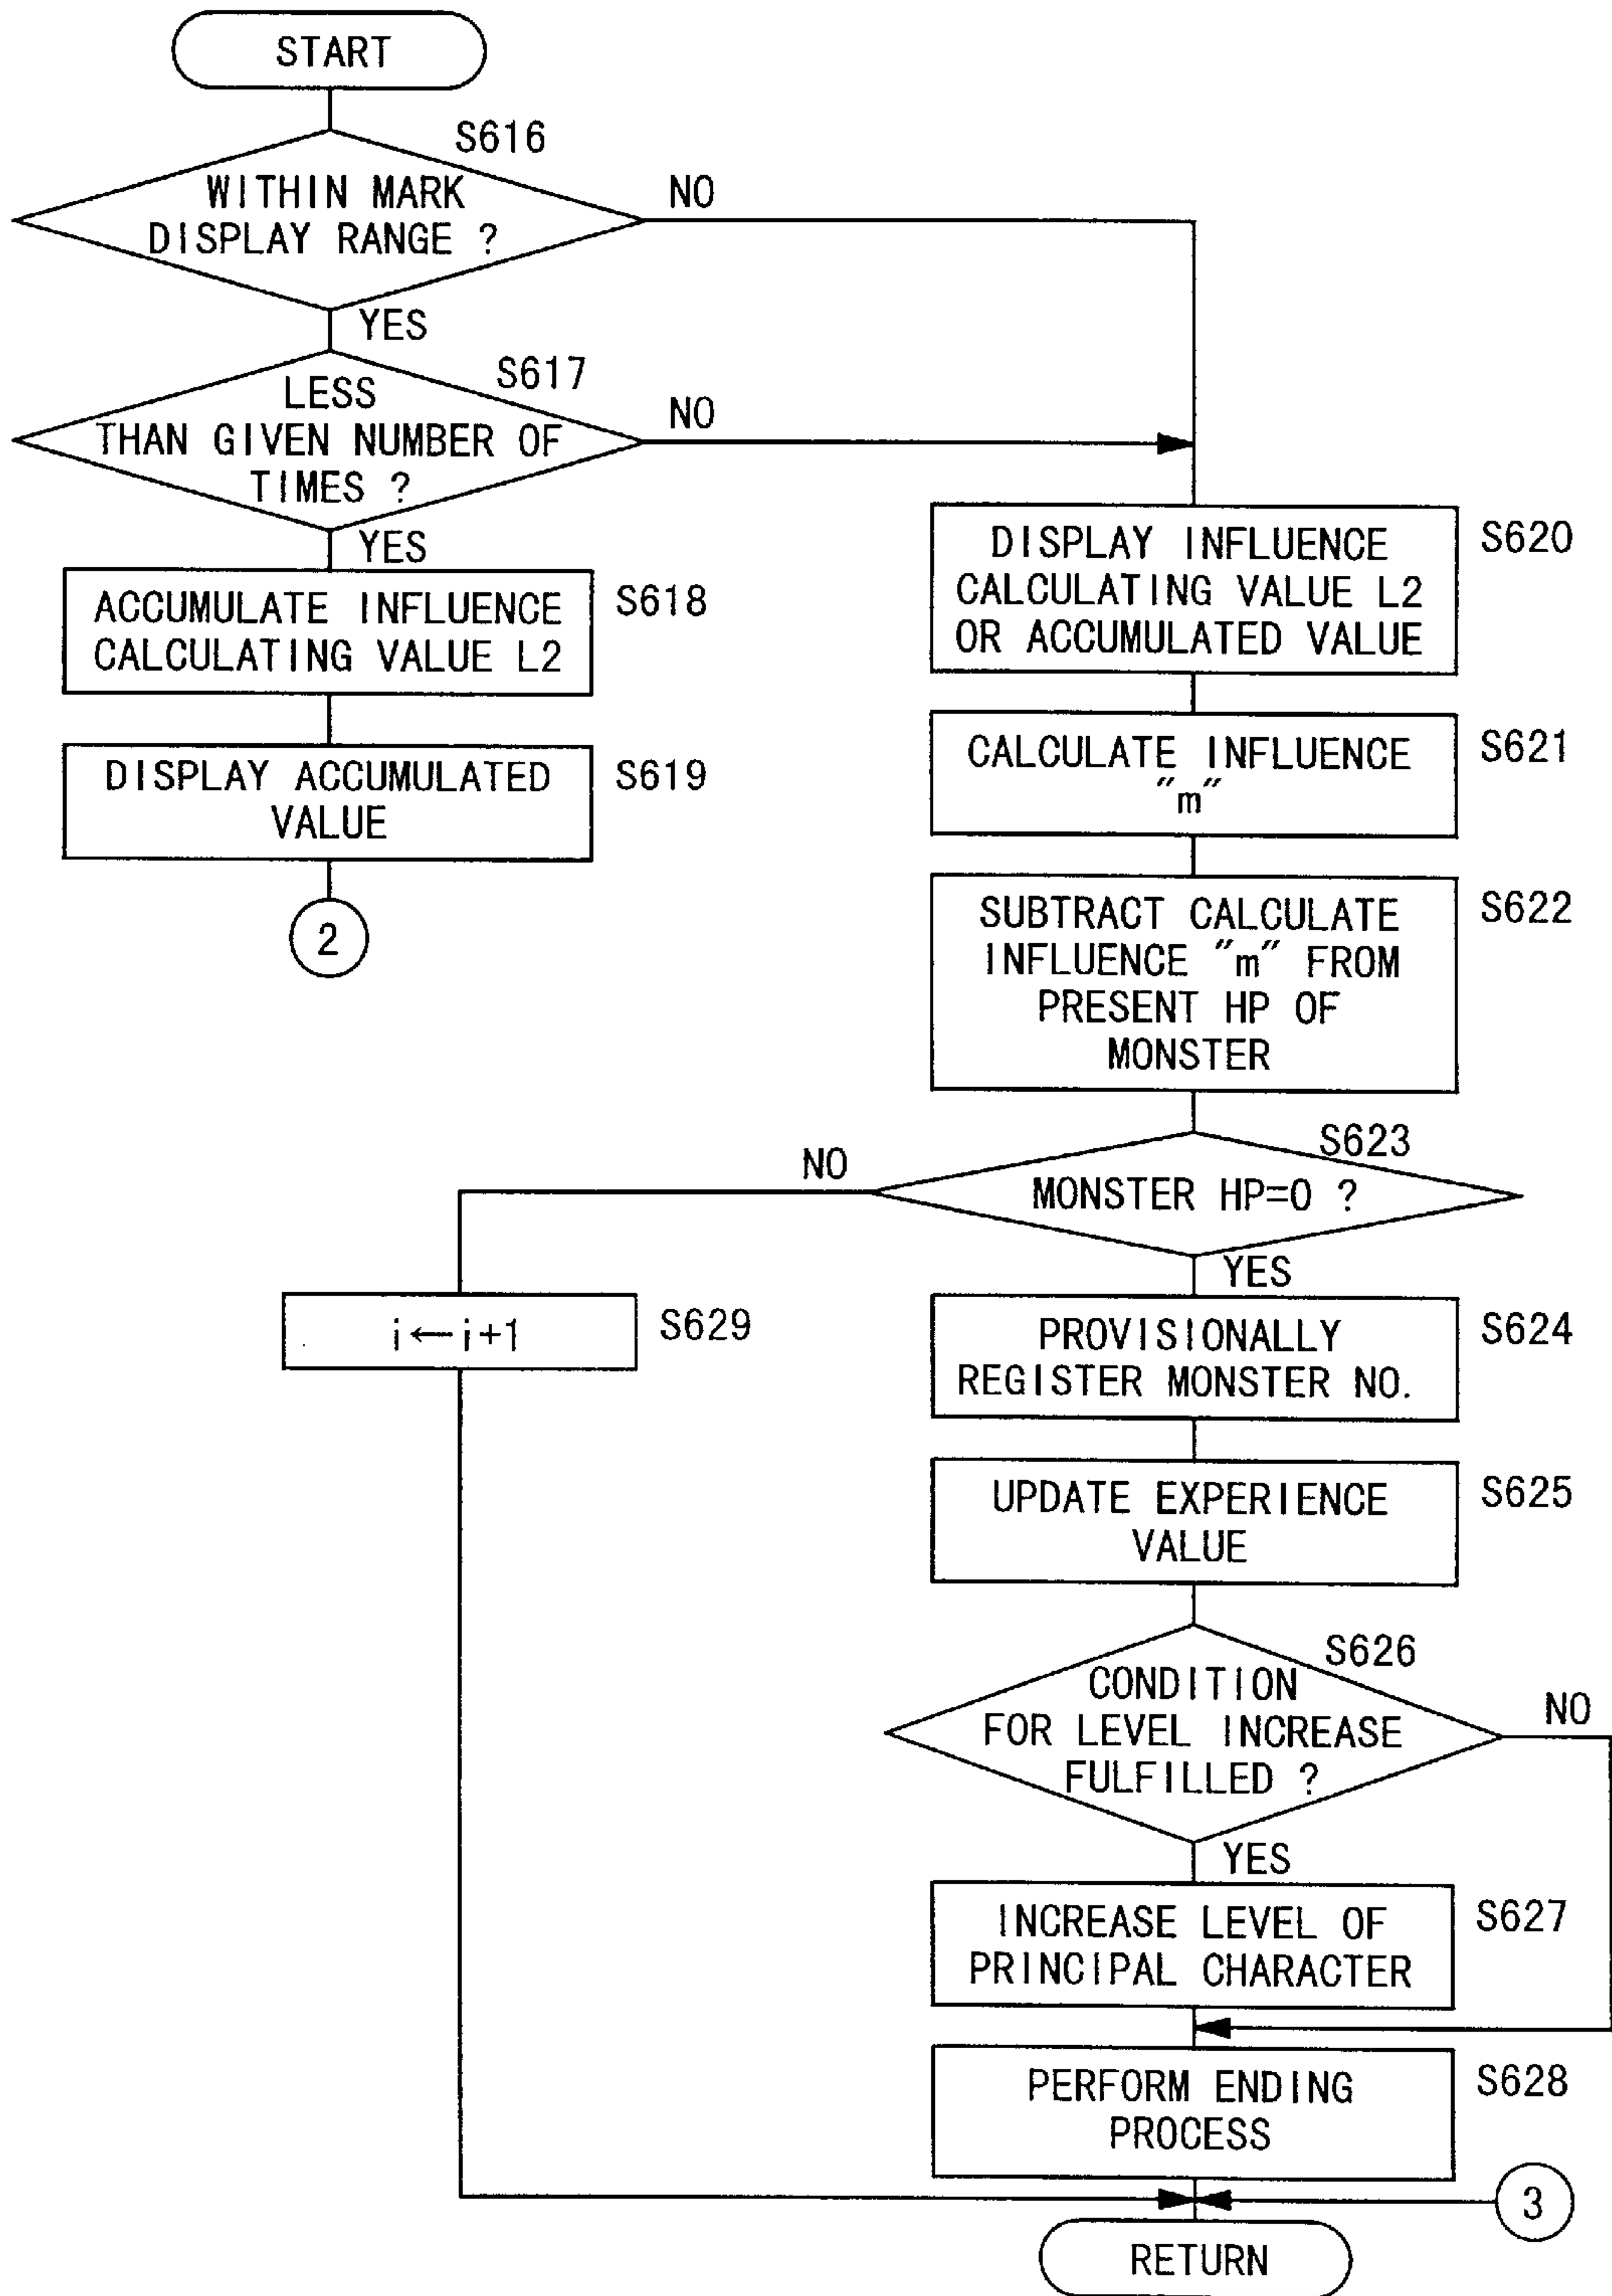 START
S616
WITHIN MARK
DISPLAY RANGE ?
NO
YES
S617
LESS
THAN GIVEN NUMBER OF
TIMES ?
NO
YES
ACCUMULATE INFLUENCE
CALCULATING VALUE L2
S618
DISPLAY ACCUMULATED
VALUE
S619
2
DISPLAY INFLUENCE
CALCULATING VALUE L2
OR ACCUMULATED VALUE
S620
CALCULATE INFLUENCE
"m"
S621
SUBTRACT CALCULATE
INFLUENCE "m" FROM
PRESENT HP OF
MONSTER
S622
S623
MONSTER HP=0 ?
NO
YES
i←i+1
S629
PROVISIONALLY
REGISTER MONSTER NO.
S624
UPDATE EXPERIENCE
VALUE
S625
S626
CONDITION
FOR LEVEL INCREASE
FULFILLED ?
NO
YES
INCREASE LEVEL OF
PRINCIPAL CHARACTER
S627
PERFORM ENDING
PROCESS
S628
3
RETURN